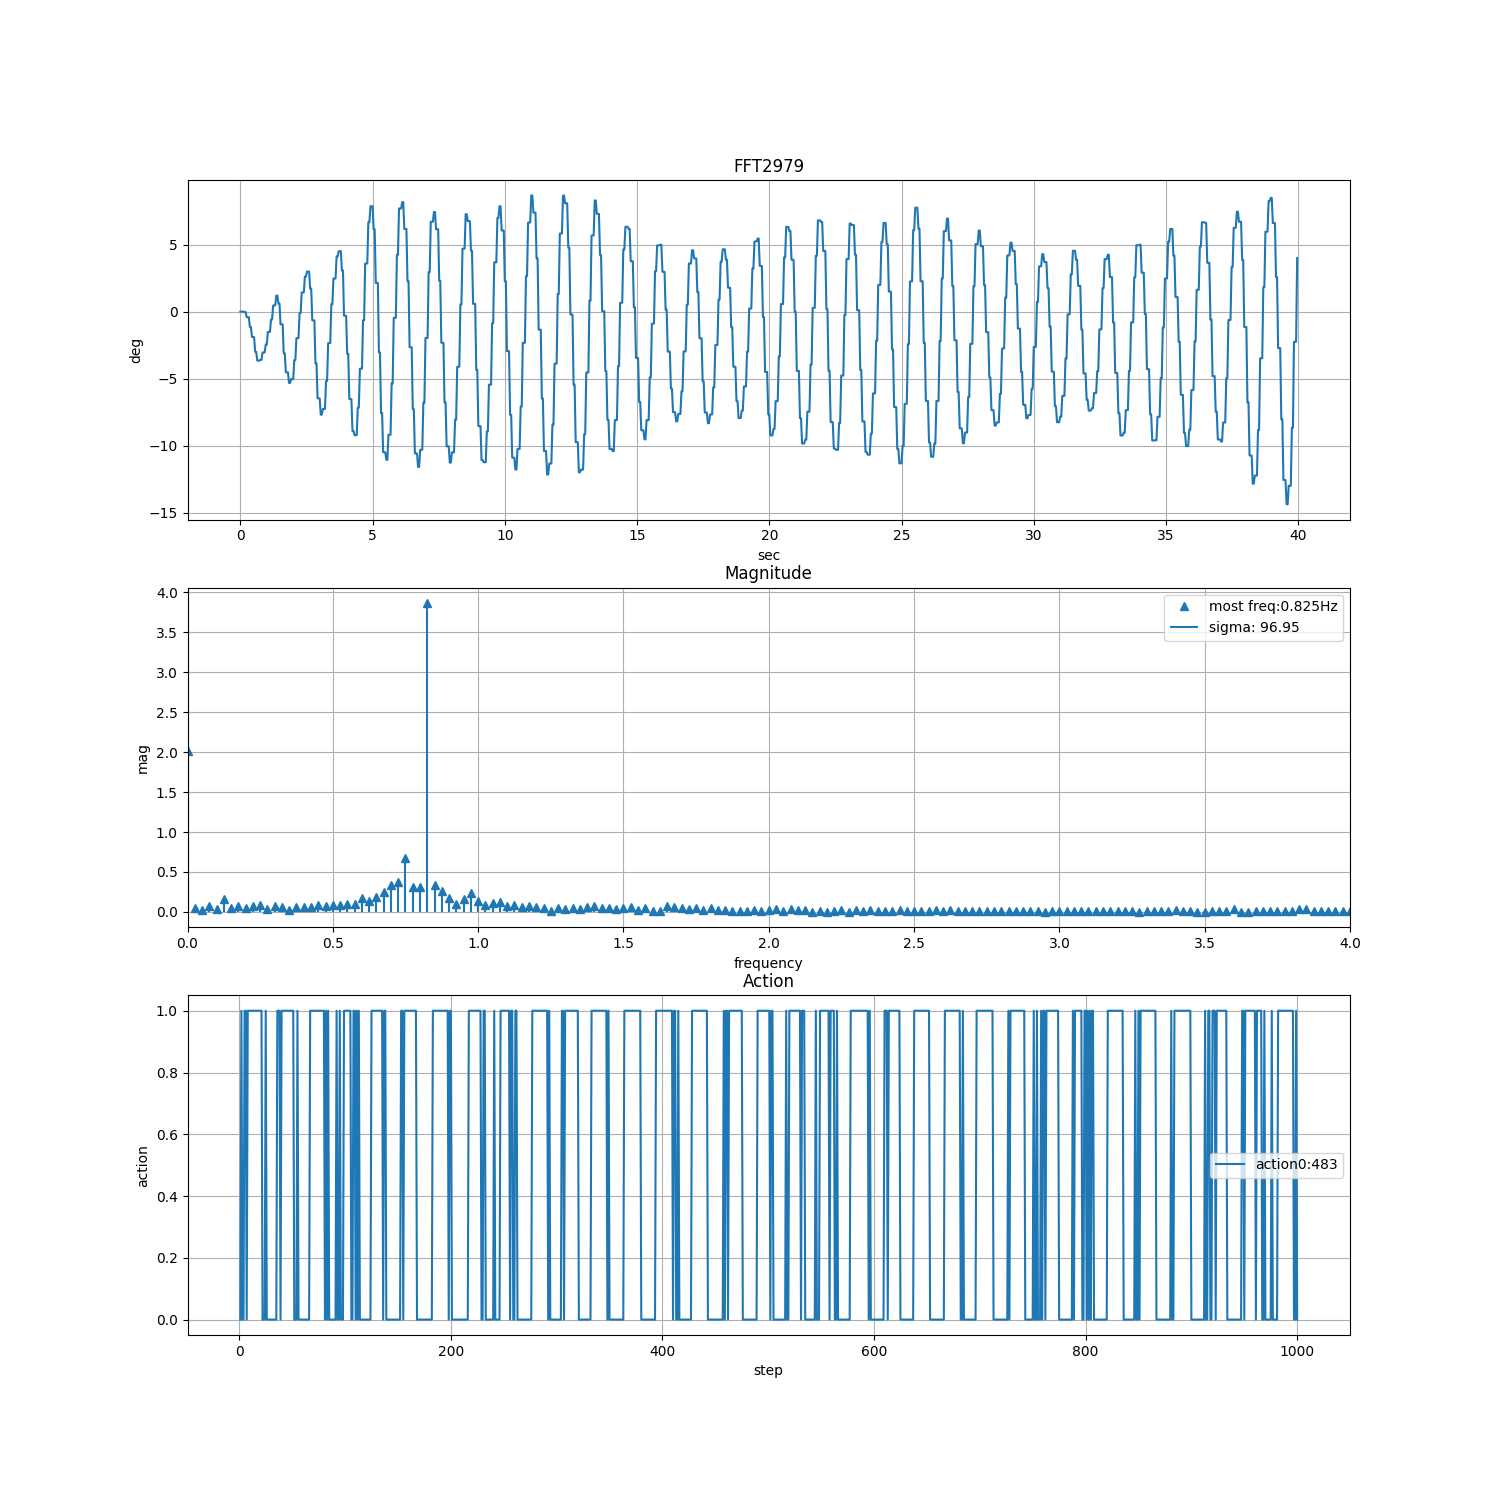 FFT2979
deg
5
0
−5
−10
−15
0 5 10 15 20 25 30 35 40
sec
Magnitude
mag
4.0
3.5
3.0
2.5
2.0
1.5
1.0
0.5
0.0
most freq:0.825Hz
sigma: 96.95
0.0 0.5 1.0 1.5 2.0 2.5 3.0 3.5 4.0
frequency
Action
action
1.0
0.8
0.6
0.4
0.2
0.0
action0:483
0 200 400 600 800 1000
step